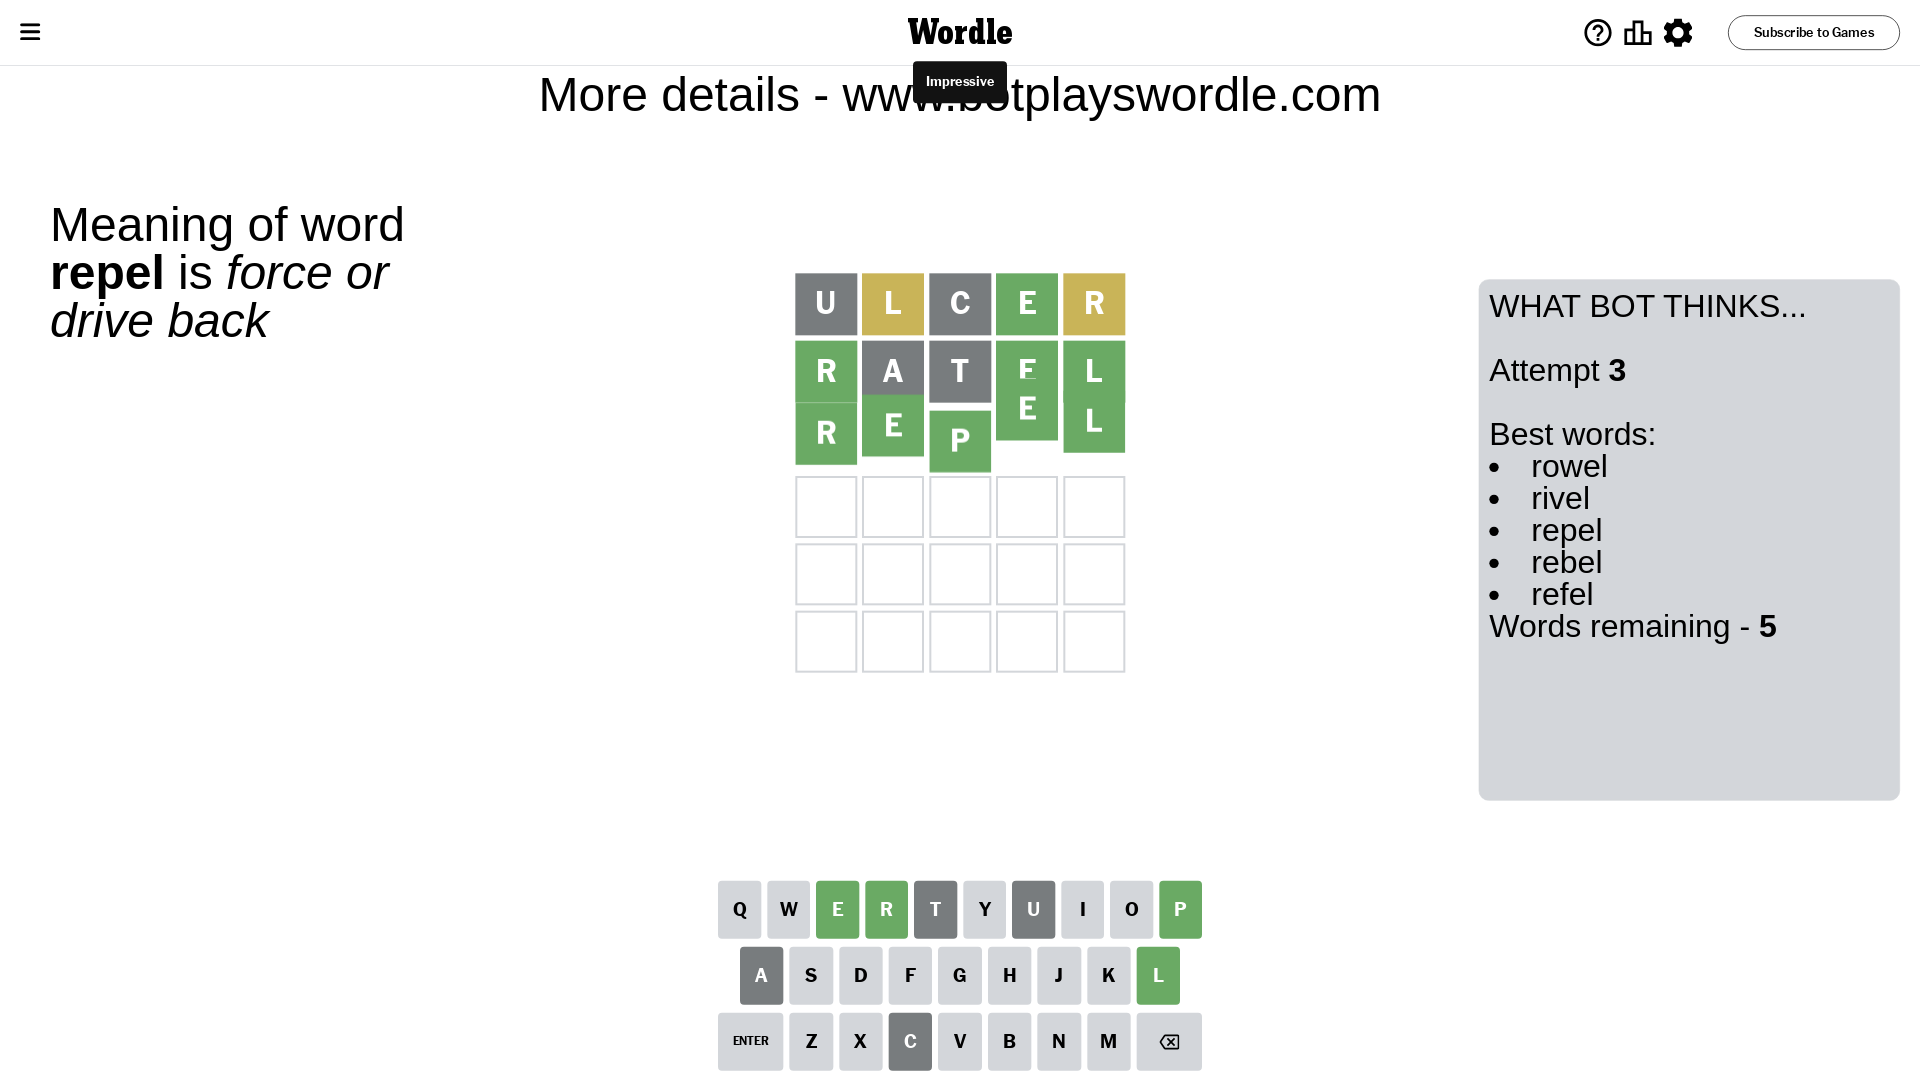 Wordle
Subscribe to Games
Impressive
More details - www.botplayswordle.com
Meaning of word
repel is force or
drive back
U L C E R
R A T E L
R E P E L
WHAT BOT THINKS...
Attempt 3
Best words:
• rowel
• rivel
• repel
• rebel
• refel
Words remaining - 5
Q W E R T Y U I O P
A S D F G H J K L
ENTER Z X C V B N M